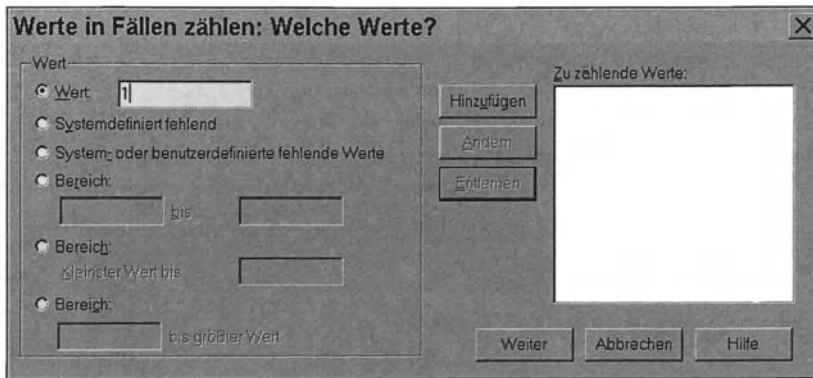 Werte in Fällen zählen: Welche Werte?
Wert
Wert: 1
Systemdefiniert fehlend
System- oder benutzerdefinierte fehlende Werte
Bereich:
bis
Bereich:
Kleinster Wert bis
Bereich:
bis größter Wert
Hinzufügen
Ändern
Entfernen
Zu zählende Werte:
Weiter
Abbrechen
Hilfe